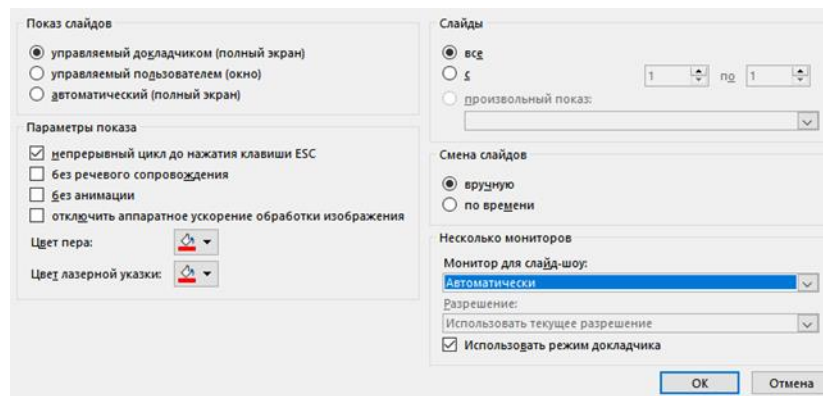 Показ слайдов
управляемый докладчиком (полный экран)
управляемый пользователем (окно)
автоматический (полный экран)
Параметры показа
непрерывный цикл до нажатия клавиши ESC
без речевого сопровождения
без анимации
отключить аппаратное ускорение обработки изображения
Цвет пера:
Цвет лазерной указки:
Слайды
все
с 1 по 1
произвольный показ:
Смена слайдов
вручную
по времени
Несколько мониторов
Монитор для слайд-шоу:
Автоматически
Разрешение:
Использовать текущее разрешение
Использовать режим докладчика
ОК Отмена